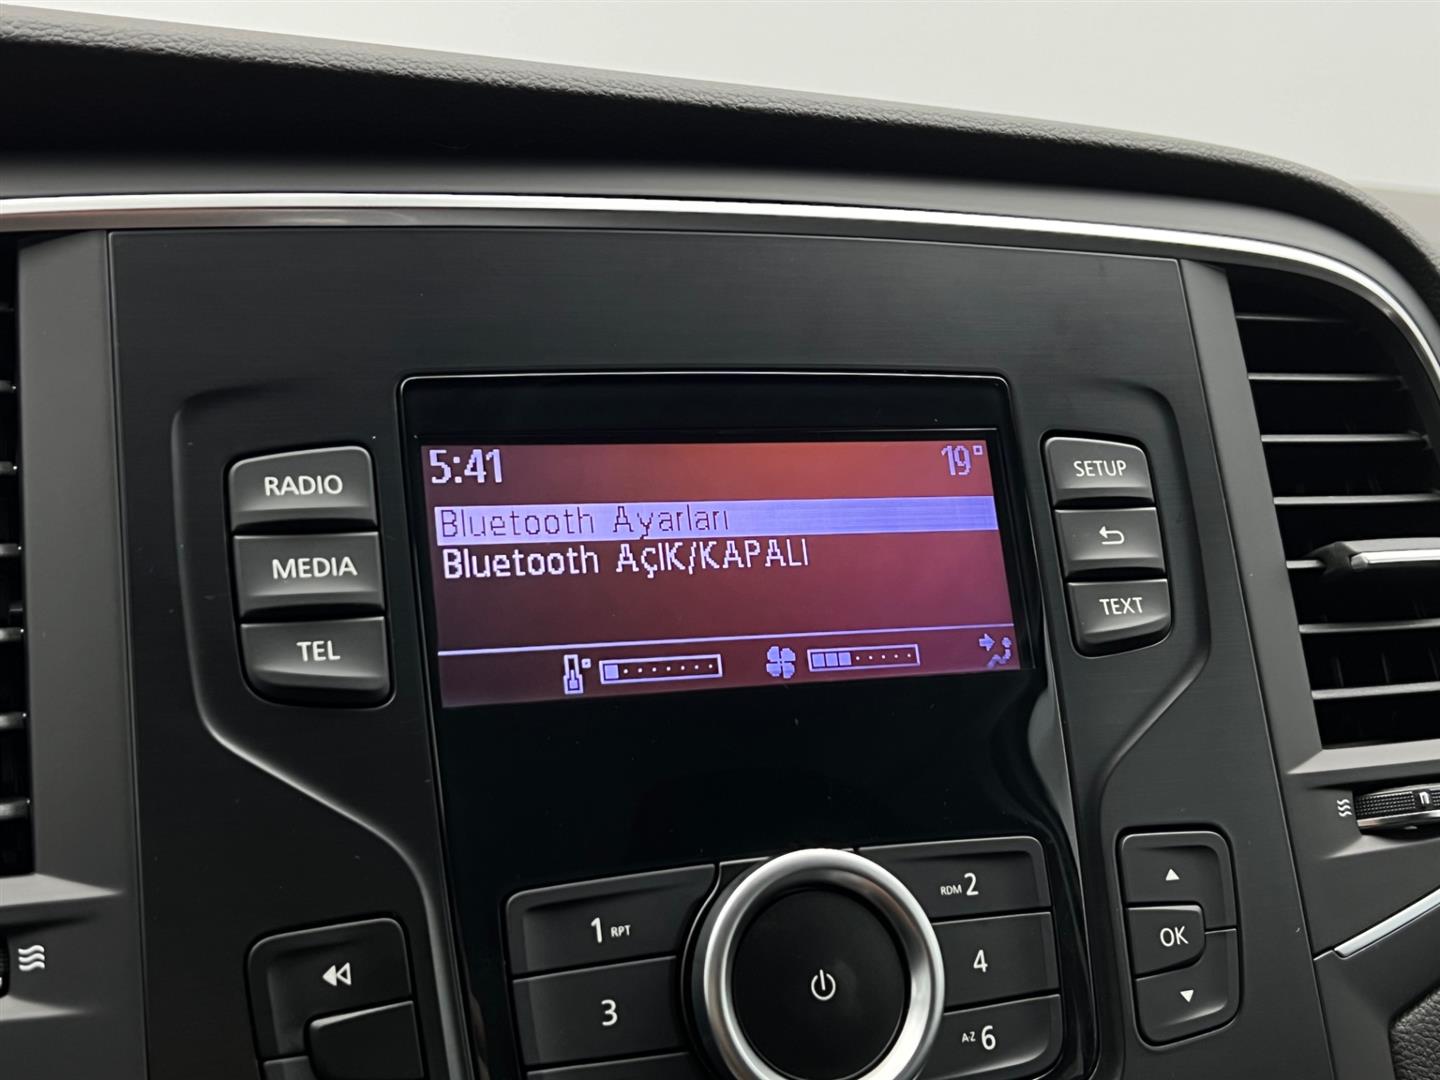 5:41 19°
Bluetooth Ayarları
Bluetooth AçIK/KAPALI
RADIO
MEDIA
TEL
SETUP
TEXT
1 RPT
RDM 2
3
4
A-Z 6
OK